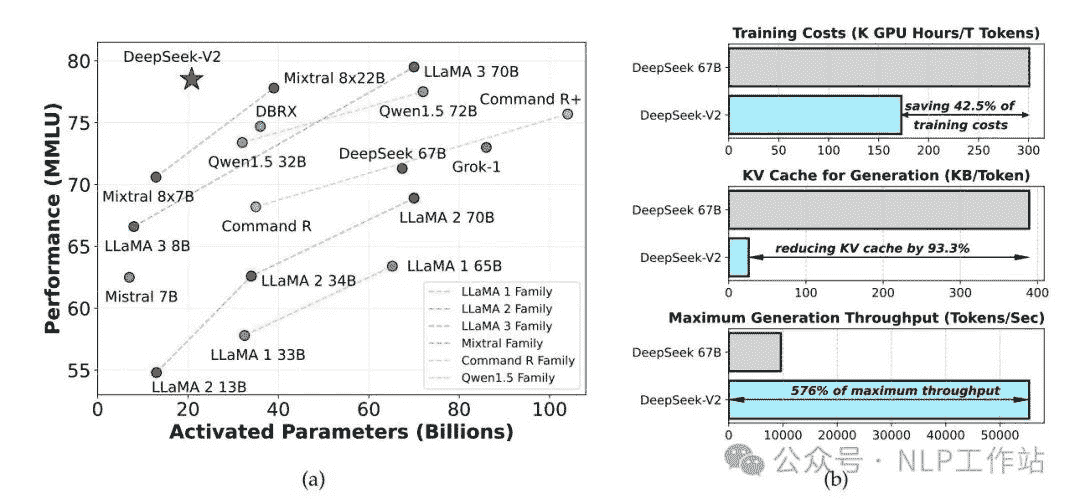 DeepSeek-V2
Mixtral 8x22B
LLaMA 3 70B
DBRX
Qwen1.5 72B
Command R+
Qwen1.5 32B
DeepSeek 67B
Grok-1
Mixtral 8x7B
Command R
LLaMA 2 70B
LLaMA 3 8B
Mistral 7B
LLaMA 2 34B
LLaMA 1 65B
LLaMA 1 33B
LLaMA 2 13B
LLaMA 1 Family
LLaMA 2 Family
LLaMA 3 Family
Mixtral Family
Command R Family
Qwen1.5 Family
80
75
70
65
60
55
Performance (MMLU)
0 20 40 60 80 100
Activated Parameters (Billions)
(a)
Training Costs (K GPU Hours/T Tokens)
DeepSeek 67B
DeepSeek-V2
saving 42.5% of
training costs
0 50 100 150 200 250 300
KV Cache for Generation (KB/Token)
DeepSeek 67B
DeepSeek-V2
reducing KV cache by 93.3%
0 100 200 300 400
Maximum Generation Throughput (Tokens/Sec)
DeepSeek 67B
DeepSeek-V2
576% of maximum throughput
0 10000 20000 30000 40000 50000
(b)
公众号 · NLP工作站